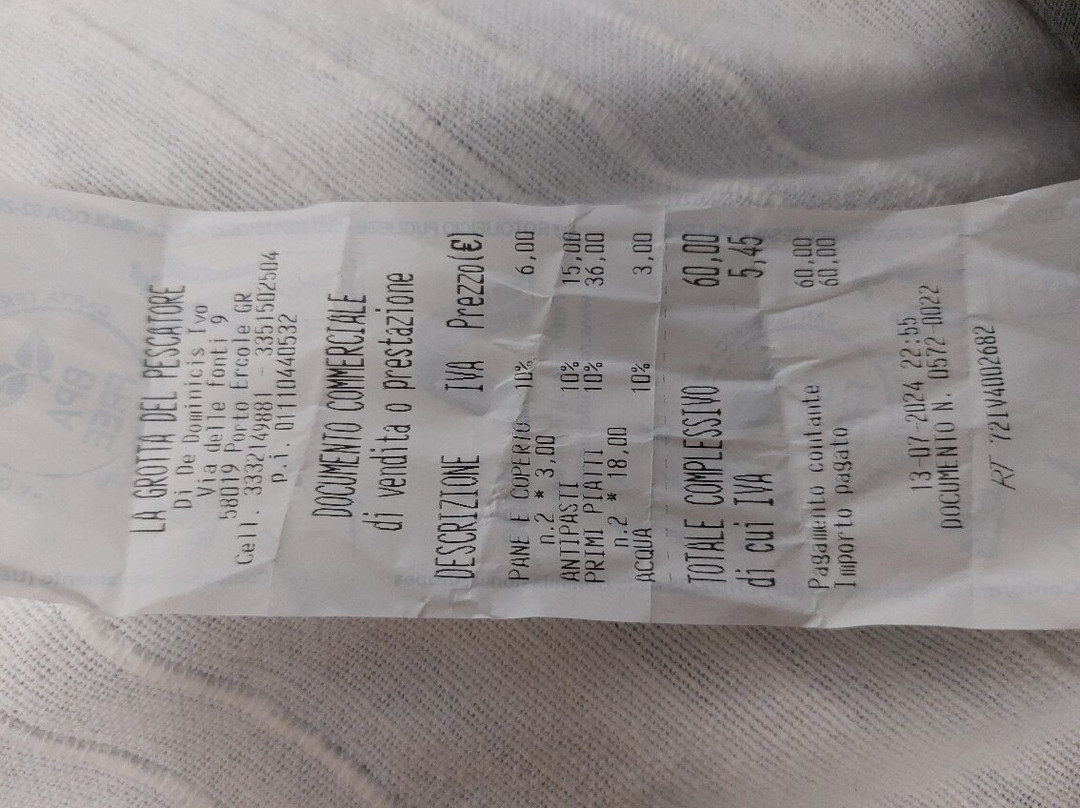 LA GROTTA DEL PESCATORE
Di De Dominicis Ivo
Via delle fonti 9
58019 Porto Ercole GR
Cell. 3332149881 - 3351502504
p.i. 01110440532
DOCUMENTO COMMERCIALE
di vendita o prestazione
DESCRIZIONE IVA Prezzo(€)
PANE E COPERTO 10% 6,00
n.2 * 3,00
ANTIPASTI 10% 15,00
PRIMI PIATTI 10% 36,00
n.2 * 18,00
ACQUA 10% 3,00
TOTALE COMPLESSIVO 60,00
di cui IVA 5,45
Pagamento contante 60,00
Importo pagato 60,00
13-07-2024 22:55
DOCUMENTO N. 0572-0022
RT 72IV4002682